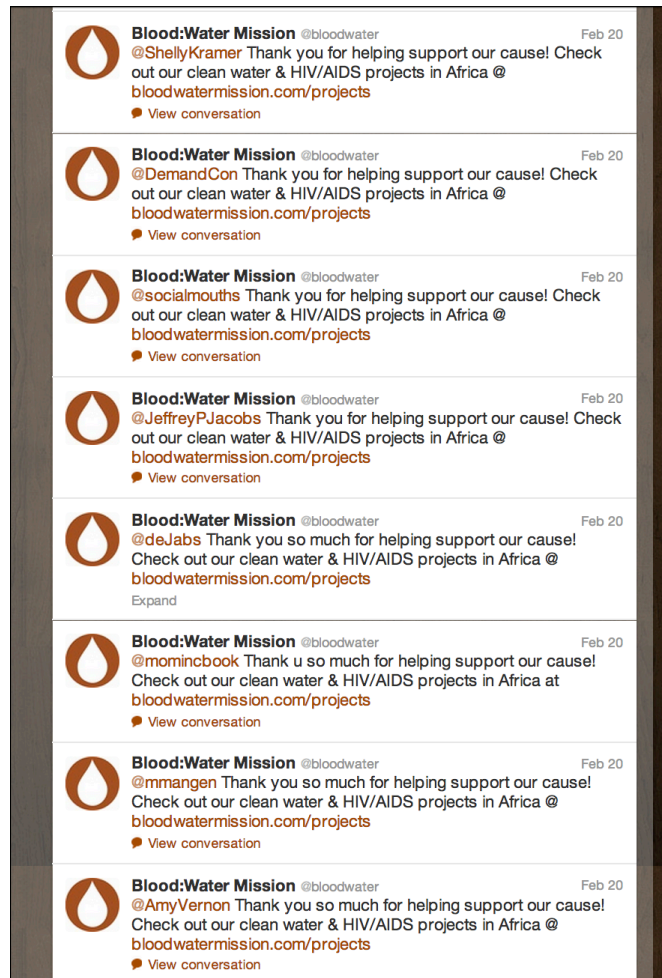 Blood:Water Mission @bloodwater Feb 20
@ShellyKramer Thank you for helping support our cause! Check
out our clean water & HIV/AIDS projects in Africa @
bloodwatermission.com/projects
View conversation
Blood:Water Mission @bloodwater Feb 20
@DemandCon Thank you for helping support our cause! Check
out our clean water & HIV/AIDS projects in Africa @
bloodwatermission.com/projects
View conversation
Blood:Water Mission @bloodwater Feb 20
@socialmouths Thank you for helping support our cause! Check
out our clean water & HIV/AIDS projects in Africa @
bloodwatermission.com/projects
View conversation
Blood:Water Mission @bloodwater Feb 20
@JeffreyPJacobs Thank you for helping support our cause! Check
out our clean water & HIV/AIDS projects in Africa @
bloodwatermission.com/projects
View conversation
Blood:Water Mission @bloodwater Feb 20
@deJabs Thank you so much for helping support our cause!
Check out our clean water & HIV/AIDS projects in Africa @
bloodwatermission.com/projects
Expand
Blood:Water Mission @bloodwater Feb 20
@momincbook Thank u so much for helping support our cause!
Check out our clean water & HIV/AIDS projects in Africa at
bloodwatermission.com/projects
View conversation
Blood:Water Mission @bloodwater Feb 20
@mmangen Thank you so much for helping support our cause!
Check out our clean water & HIV/AIDS projects in Africa @
bloodwatermission.com/projects
View conversation
Blood:Water Mission @bloodwater Feb 20
@AmyVernon Thank you so much for helping support our cause!
Check out our clean water & HIV/AIDS projects in Africa @
bloodwatermission.com/projects
View conversation